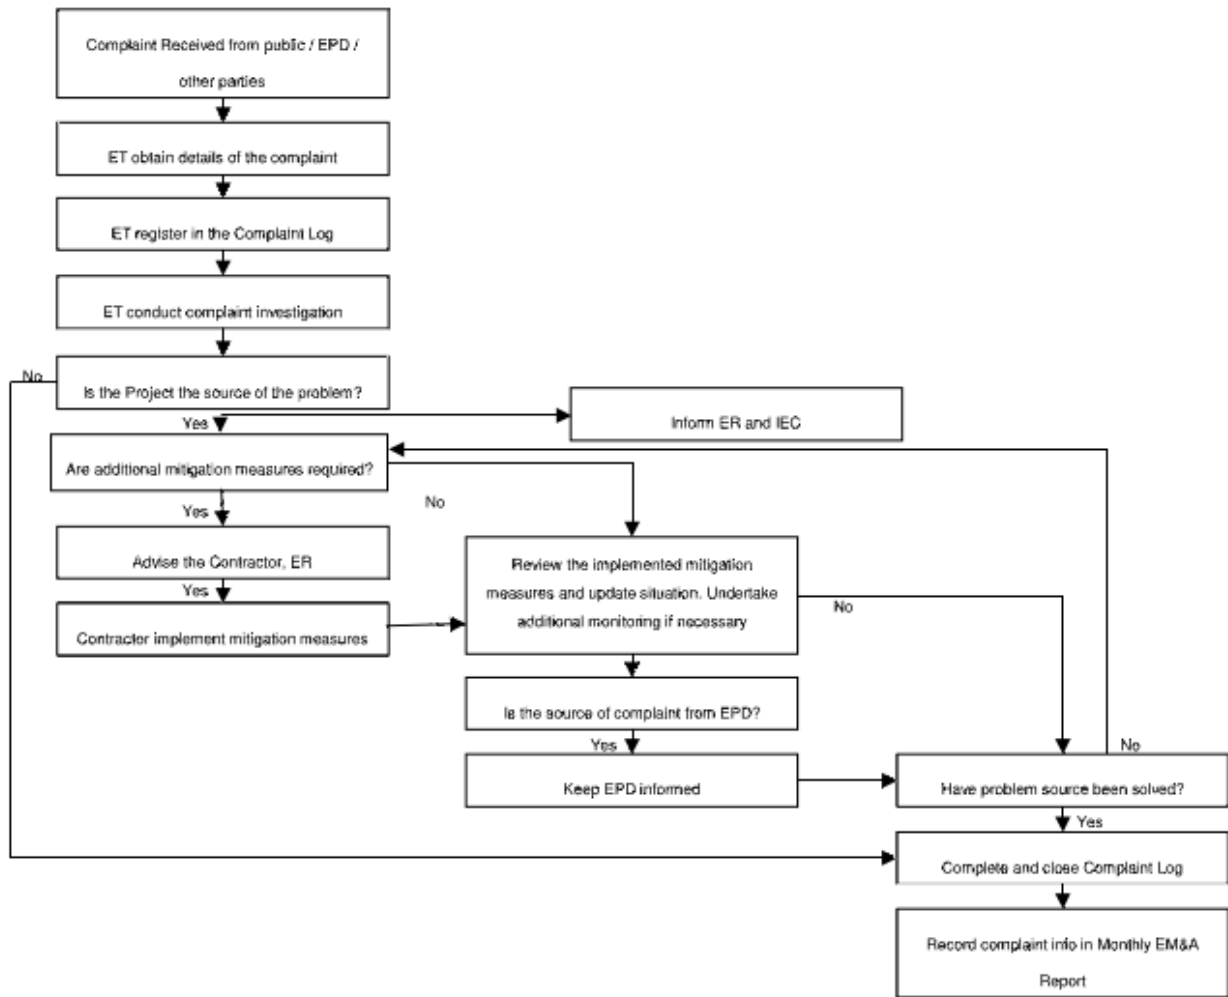 Complaint Received from public / EPD /
other parties
ET obtain details of the complaint
ET register in the Complaint Log
ET conduct complaint investigation
No
Is the Project the source of the problem?
Yes
Inform ER and IEC
Are additional mitigation measures required?
No
Yes
Advise the Contractor, ER
Yes
Contracter implement mitigation measures
Review the implemented mitigation
measures and update situation. Undertake
additional monitoring if necessary
No
Is the source of complaint from EPD?
Yes
No
Keep EPD informed
Have problem source been solved?
Yes
Complete and close Complaint Log
Record complaint info in Monthly EM&A
Report